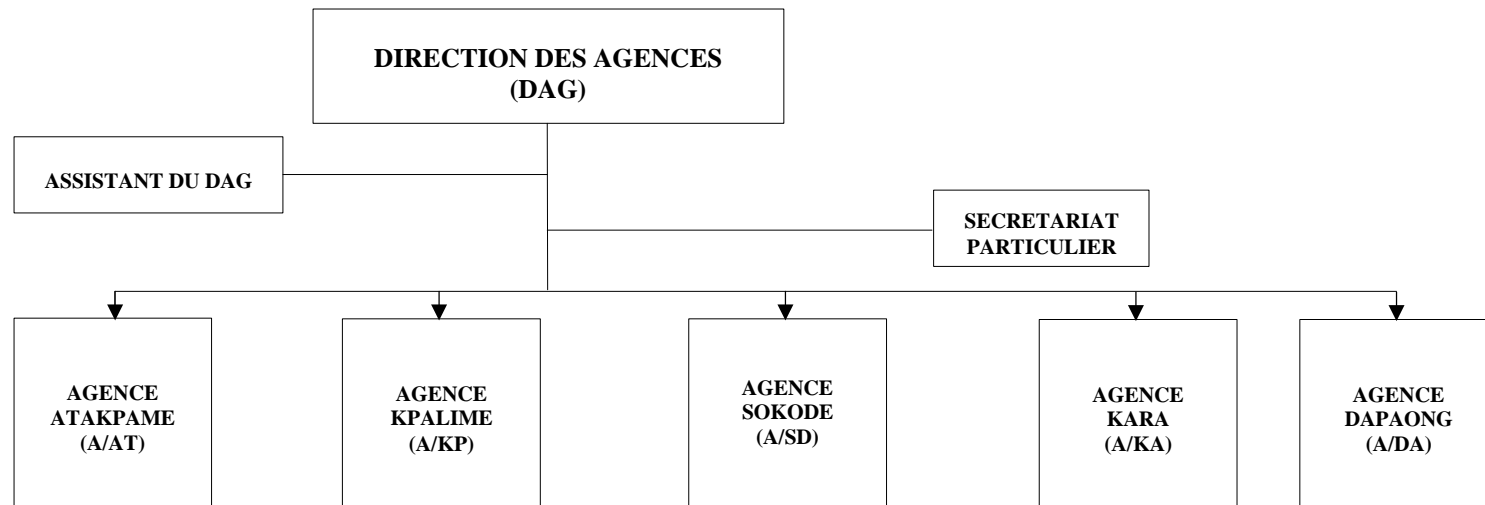 DIRECTION DES AGENCES
(DAG)
ASSISTANT DU DAG
SECRETARIAT
PARTICULIER
AGENCE
ATAKPAME
(A/AT)
AGENCE
KPALIME
(A/KP)
AGENCE
SOKODE
(A/SD)
AGENCE
KARA
(A/KA)
AGENCE
DAPAONG
(A/DA)